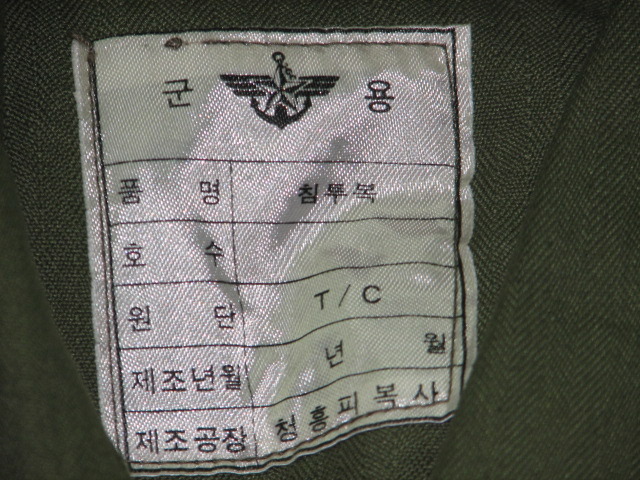 군 용
품 명 침투복
호 수
원 단 T/C
제조년월 년 월
제조공장 청흥피복사